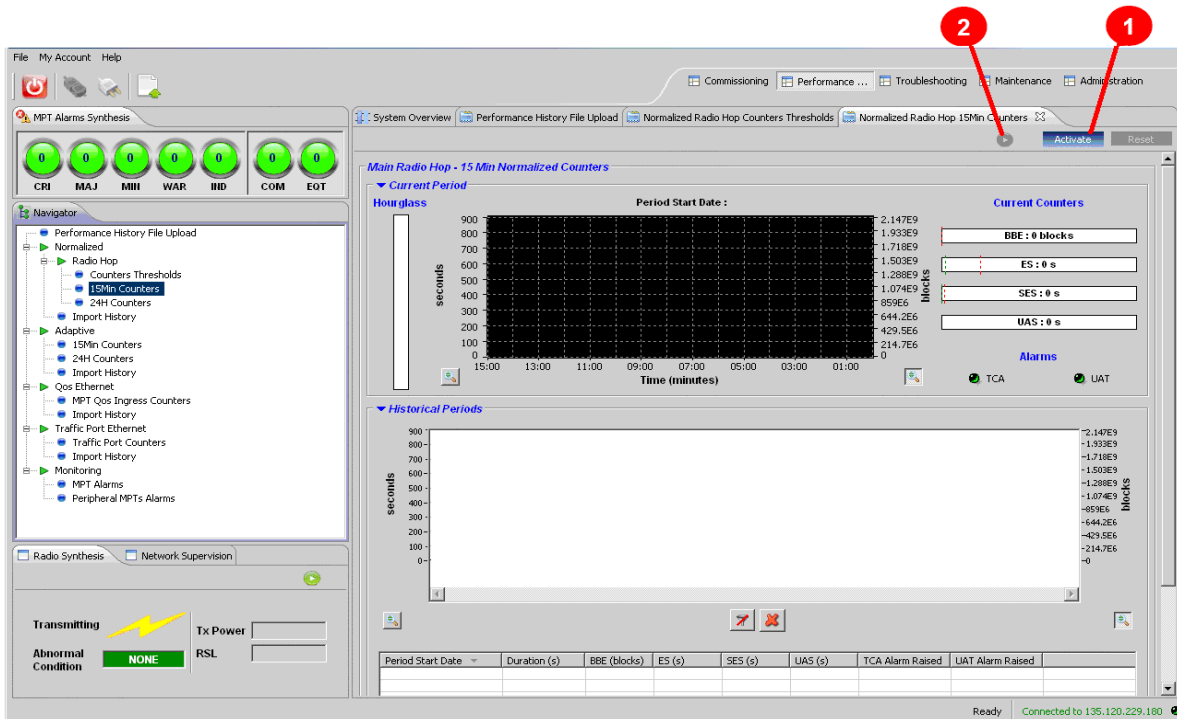 2
1
File My Account Help
Commissioning Performance ... Troubleshooting Maintenance Administration
MPT Alarms Synthesis
0 0 0 0 0 0 0
CRI MAJ MIN WAR IND COM EQT
Navigator
Performance History File Upload
Normalized
Radio Hop
Counters Thresholds
15Min Counters
24H Counters
Import History
Adaptive
15Min Counters
24H Counters
Import History
Qos Ethernet
MPT Qos Ingress Counters
Import History
Traffic Port Ethernet
Traffic Port Counters
Import History
Monitoring
MPT Alarms
Peripheral MPTs Alarms
Radio Synthesis Network Supervision
Transmitting
Tx Power
Abnormal Condition
NONE
RSL
System Overview Performance History File Upload Normalized Radio Hop Counters Thresholds Normalized Radio Hop 15Min Counters
Activate Reset
Main Radio Hop - 15 Min Normalized Counters
Current Period
Hourglass
Period Start Date :
Current Counters
seconds
900
800
700
600
500
400
300
200
100
0
2.147E9
1.933E9
1.718E9
1.503E9
1.288E9
1.074E9
859E6
644.2E6
429.5E6
214.7E6
0
blocks
15:00 13:00 11:00 09:00 07:00 05:00 03:00 01:00
Time (minutes)
BBE : 0 blocks
ES : 0 s
SES : 0 s
UAS : 0 s
Alarms
TCA UAT
Historical Periods
seconds
900
800
700
600
500
400
300
200
100
0
2.147E9
1.933E9
1.718E9
1.503E9
1.288E9
1.074E9
859E6
644.2E6
429.5E6
214.7E6
0
blocks
Period Start Date Duration (s) BBE (blocks) ES (s) SES (s) UAS (s) TCA Alarm Raised UAT Alarm Raised
Ready Connected to 135.120.229.180